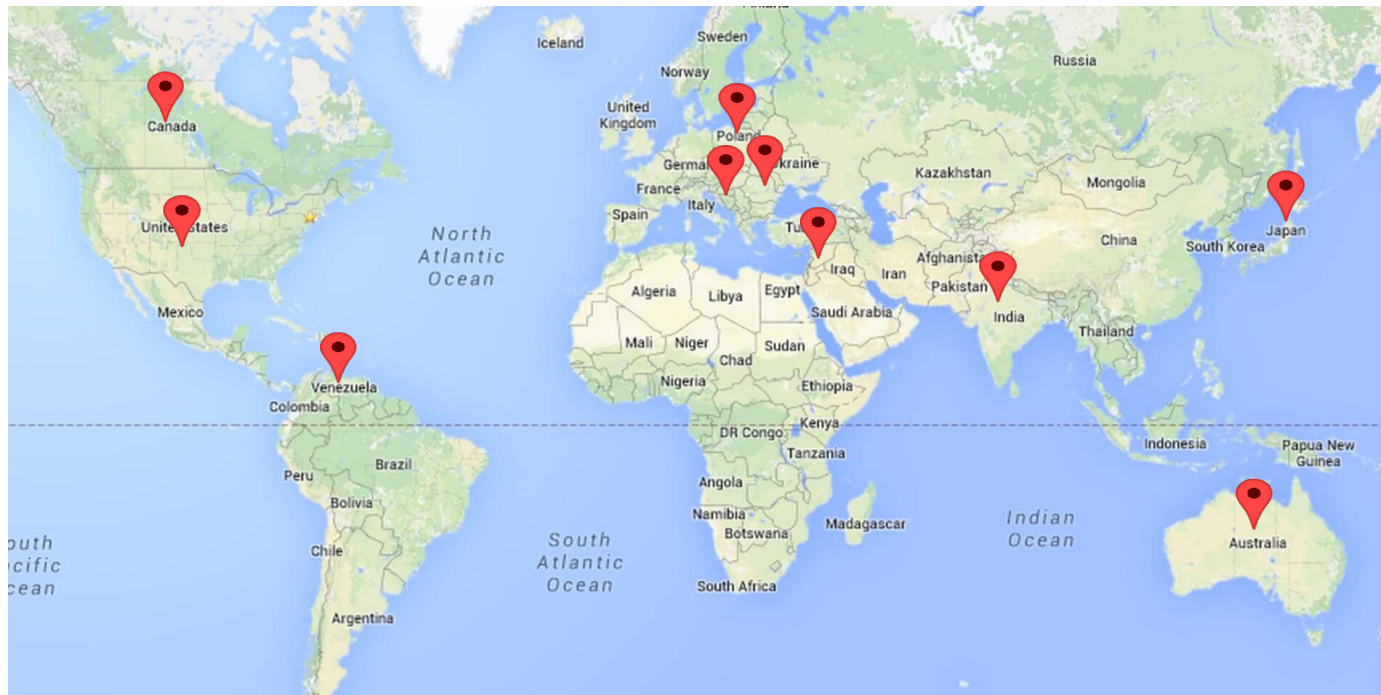 Iceland
Sweden
Norway
Russia
United
Kingdom
Canada
Poland
Ukraine
Kazakhstan
Mongolia
France
Italy
Spain
United States
Japan
South Korea
China
North
Atlantic
Ocean
Iraq
Iran
Pakistan
Algeria
Libya
Egypt
Saudi Arabia
India
Mexico
Thailand
Mali
Niger
Chad
Sudan
Nigeria
Ethiopia
Venezuela
Colombia
DR Congo
Kenya
Tanzania
Indonesia
Papua New
Guinea
Peru
Brazil
Bolivia
Angola
Namibia
Botswana
Madagascar
Indian
Ocean
Australia
Chile
South
Atlantic
Ocean
South Africa
Argentina